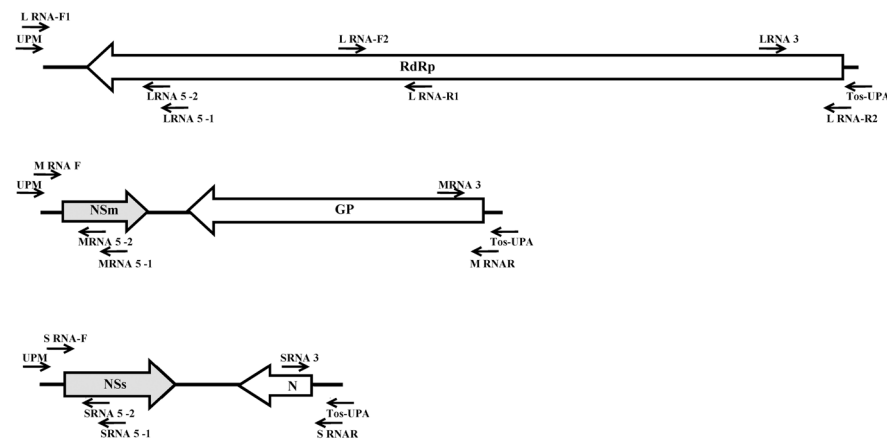 L RNA-F1
UPM
L RNA-F2
LRNA 3
RdRp
LRNA 5 -2
L RNA-R1
Tos-UPA
LRNA 5 -1
L RNA-R2
M RNA F
UPM
MRNA 3
NSm
GP
MRNA 5 -2
Tos-UPA
MRNA 5 -1
M RNAR
S RNA-F
UPM
SRNA 3
NSs
N
SRNA 5 -2
Tos-UPA
SRNA 5 -1
S RNAR